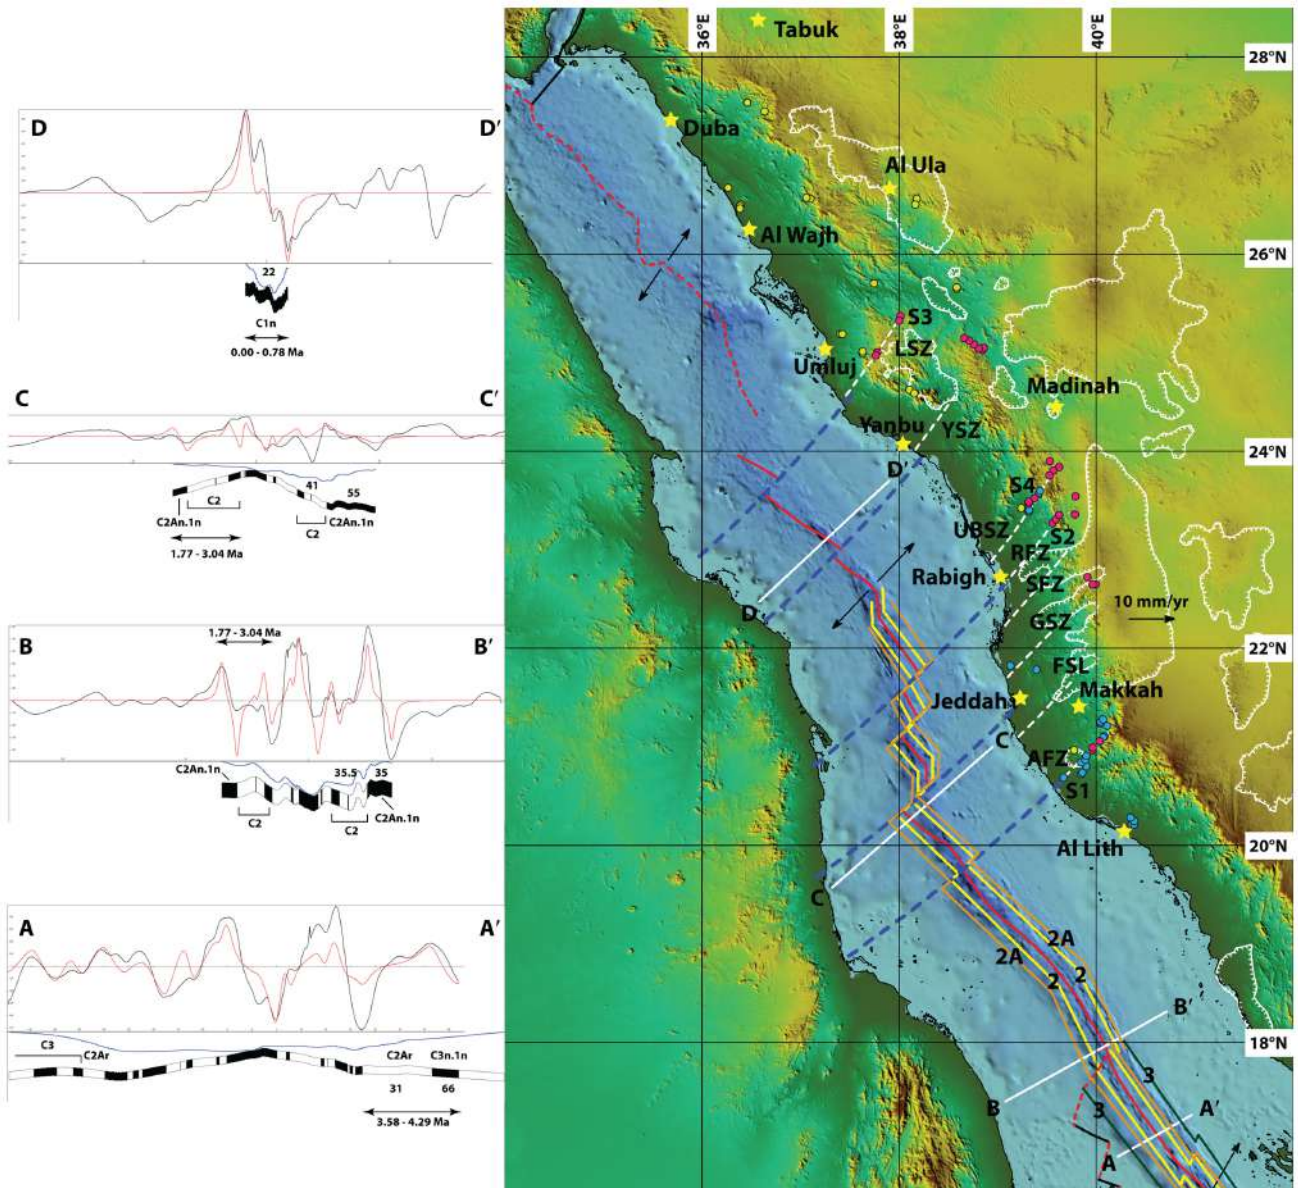 D D'
22
C1n
0.00 - 0.78 Ma
C C'
41 55
C2
C2An.1n C2 C2An.1n
1.77 - 3.04 Ma
B 1.77 - 3.04 Ma B'
C2An.1n 35.5 35
C2 C2 C2An.1n
A A'
C3 C2Ar C2Ar C3n.1n
31 66
3.58 - 4.29 Ma
36°E 38°E 40°E
Tabuk
28°N
Duba
Al Ula
Al Wajh
26°N
S3
LSZ
Umluj
Madinah
Yanbu YSZ
24°N
D'
S4
UBSZ S2
RFZ
Rabigh SFZ
D
10 mm/yr
GSZ
22°N
FSL
Jeddah Makkah
C'
AFZ
S1
20°N
Al Lith
C
2A
2A
2 2
B'
18°N
3
B 3 A'
A